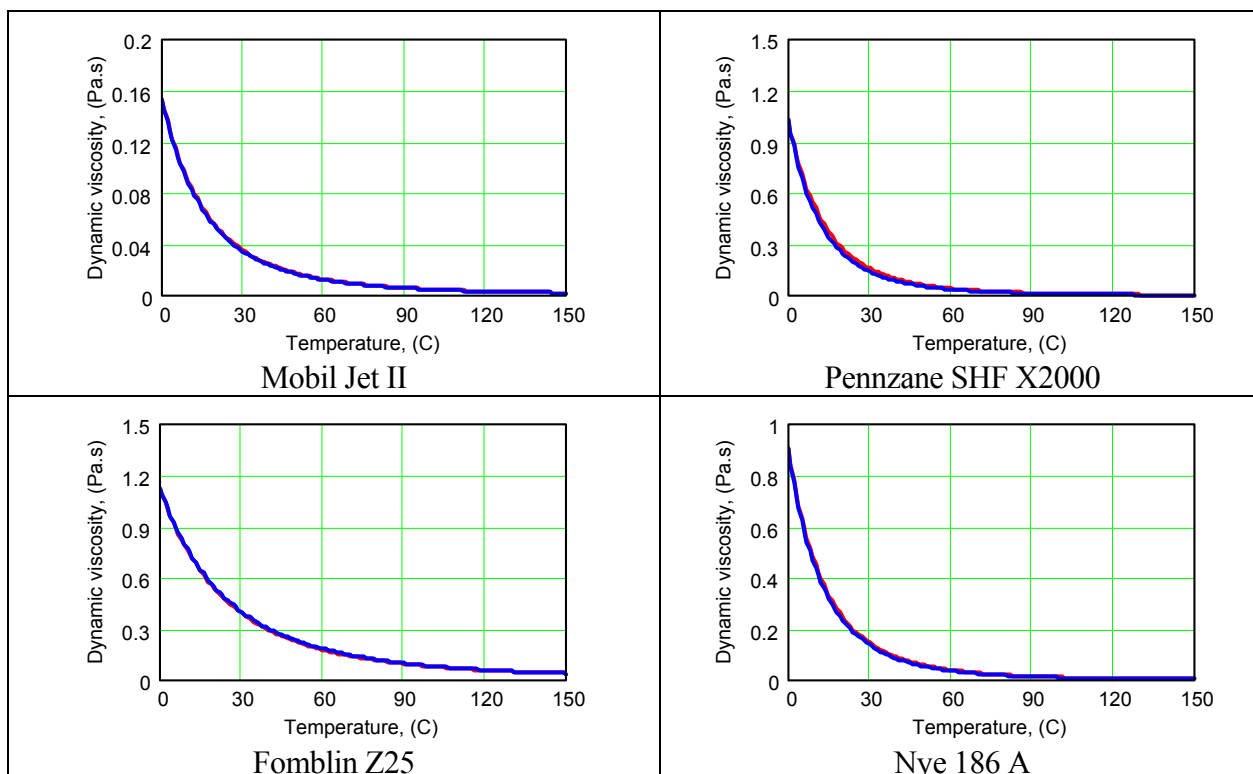 0.2
0.16
0.12
0.08
0.04
0
Dynamic viscosity, (Pa.s)
0 30 60 90 120 150
Temperature, (C)
Mobil Jet II
1.5
1.2
0.9
0.6
0.3
0
Dynamic viscosity, (Pa.s)
0 30 60 90 120 150
Temperature, (C)
Pennzane SHF X2000
1.5
1.2
0.9
0.6
0.3
0
Dynamic viscosity, (Pa.s)
0 30 60 90 120 150
Temperature, (C)
Fomblin Z25
1
0.8
0.6
0.4
0.2
0
Dynamic viscosity, (Pa.s)
0 30 60 90 120 150
Temperature, (C)
Nye 186 A